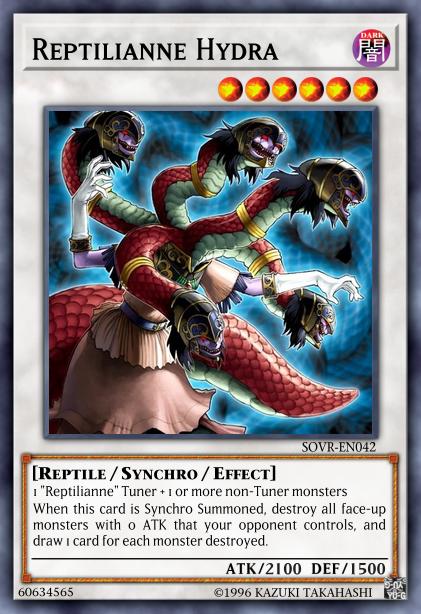 Reptilianne Hydra
DARK
闇
SOVR-EN042
[Reptile / Synchro / Effect]
1 "Reptilianne" Tuner + 1 or more non-Tuner monsters
When this card is Synchro Summoned, destroy all face-up
monsters with 0 ATK that your opponent controls, and
draw 1 card for each monster destroyed.
ATK/2100 DEF/1500
60634565
©1996 KAZUKI TAKAHASHI